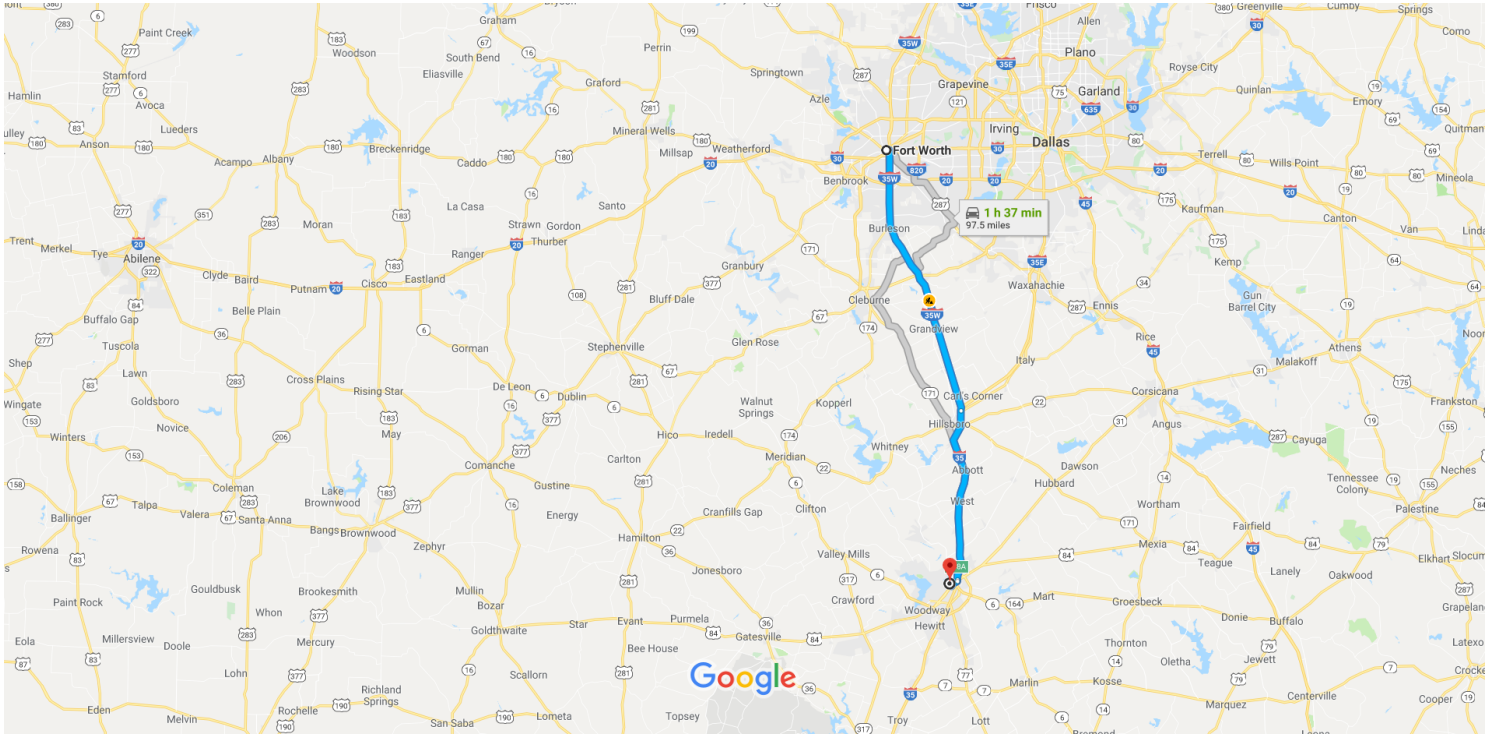 380
Greenville
Cumby
Springs
Graham
Paint Creek
Woodson
South Bend
Eliasville
Perrin
Graford
Springtown
Azle
Grapevine
Allen
Plano
Royse City
Garland
Como
Quinlan
Emory
Quitman
Stamford
Hamlin
Avoca
Lueders
Anson
Acampo
Albany
Breckenridge
Caddo
Mineral Wells
Millsap
Weatherford
Fort Worth
Irving
Dallas
Terrell
Wills Point
Mineola
Benbrook
La Casa
Santo
Moran
Strawn
Gordon
Thurber
1 h 37 min
97.5 miles
Burleson
Kaufman
Canton
Van
Trent
Merkel
Tye
Abilene
Clyde
Baird
Putnam
Cisco
Eastland
Ranger
Granbury
Bluff Dale
Cleburne
Waxahachie
Ennis
Kemp
Gun
Barrel City
Buffalo Gap
Belle Plain
Tuscola
Lawn
Gorman
Stephenville
Glen Rose
Grandview
Italy
Rice
Athens
Malakoff
Shep
Goldsboro
Cross Plains
Rising Star
De Leon
Dublin
Walnut
Springs
Kopperl
Carl's Corner
Corsicana
Frankston
Wingate
Winters
Novice
May
Hico
Iredell
Meridian
Whitney
Hillsboro
Angus
Cayuga
Comanche
Carlton
Abbott
Dawson
Hubbard
Neches
Tennessee
Colony
Coleman
Lake
Brownwood
Gustine
Clifton
West
Wortham
Ballinger
Talpa
Valera
Santa Anna
Bangs
Brownwood
Energy
Cranfills Gap
Fairfield
Palestine
Rowena
Zephyr
Hamilton
Valley Mills
Mexia
Teague
Elkhart
Slocum
Gouldbusk
Brookesmith
Mullin
Jonesboro
Crawford
Lanely
Oakwood
Paint Rock
Whon
Bozar
Woodway
Hewitt
Mart
Groesbeck
Donie
Buffalo
Grapeland
Eola
Millersview
Doole
Mercury
Goldthwaite
Star
Evant
Purmela
Gatesville
Thornton
Latexo
Bee House
Oletha
Jewett
Lohn
Scallorn
Google
Marlin
Kosse
Centerville
Richland
Springs
Rochelle
Eden
Melvin
San Saba
Lometa
Topsey
Troy
Lott
Marquez
Cooper